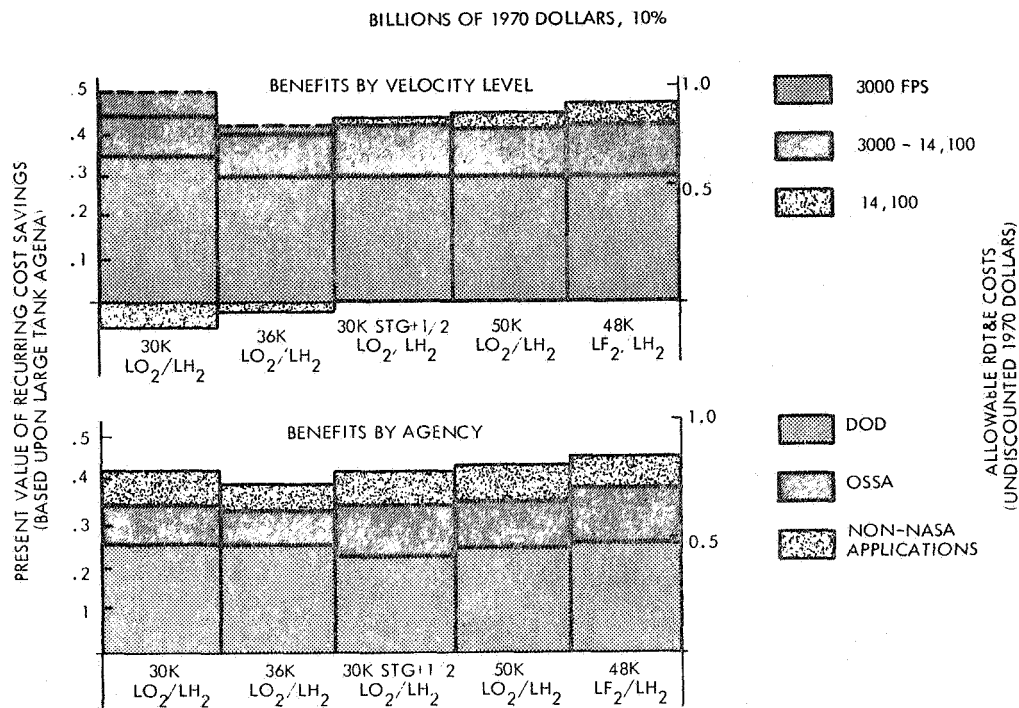 BILLIONS OF 1970 DOLLARS, 10%
BENEFITS BY VELOCITY LEVEL
.5
.4
.3
.2
.1
1.0
0.5
30K
LO2/LH2
36K
LO2/LH2
30K STG+1/2
LO2/LH2
50K
LO2/LH2
48K
LF2/LH2
3000 FPS
3000 - 14,100
14,100
PRESENT VALUE OF RECURRING COST SAVINGS
(BASED UPON LARGE TANK AGENA)
ALLOWABLE RDT&E COSTS
(UNDISCOUNTED 1970 DOLLARS)
BENEFITS BY AGENCY
.5
.4
.3
.2
1
1.0
0.5
30K
LO2/LH2
36K
LO2/LH2
30K STG+1/2
LO2/LH2
50K
LO2/LH2
48K
LF2/LH2
DOD
OSSA
NON-NASA
APPLICATIONS